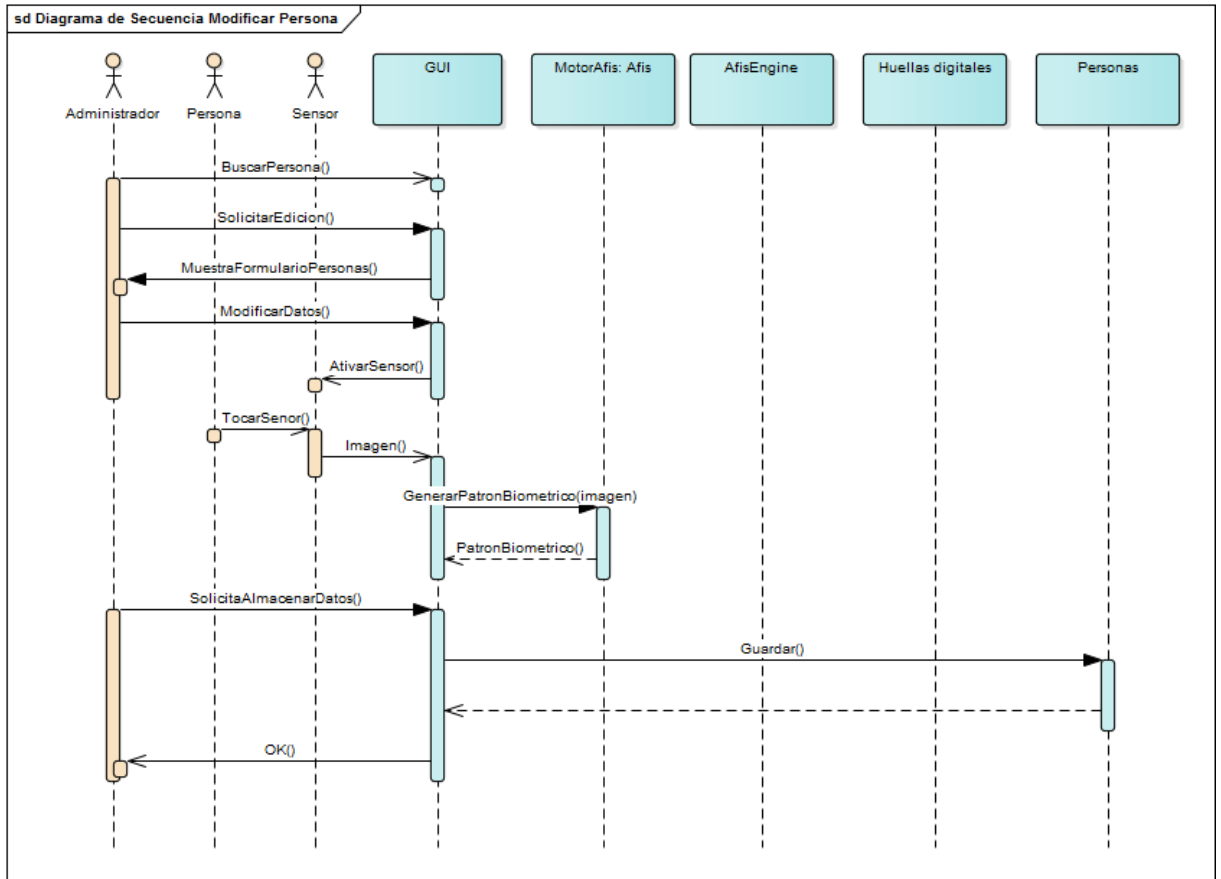 sd Diagrama de Secuencia Modificar Persona
Administrador
Persona
Sensor
GUI
MotorAfis: Afis
AfisEngine
Huellas digitales
Personas
BuscarPersona()
SolicitarEdicion()
MuestraFormularioPersonas()
ModificarDatos()
AtivarSensor()
TocarSenor()
Imagen()
GenerarPatronBiometrico(imagen)
PatronBiometrico()
SolicitaAlmacenarDatos()
Guardar()
OK()